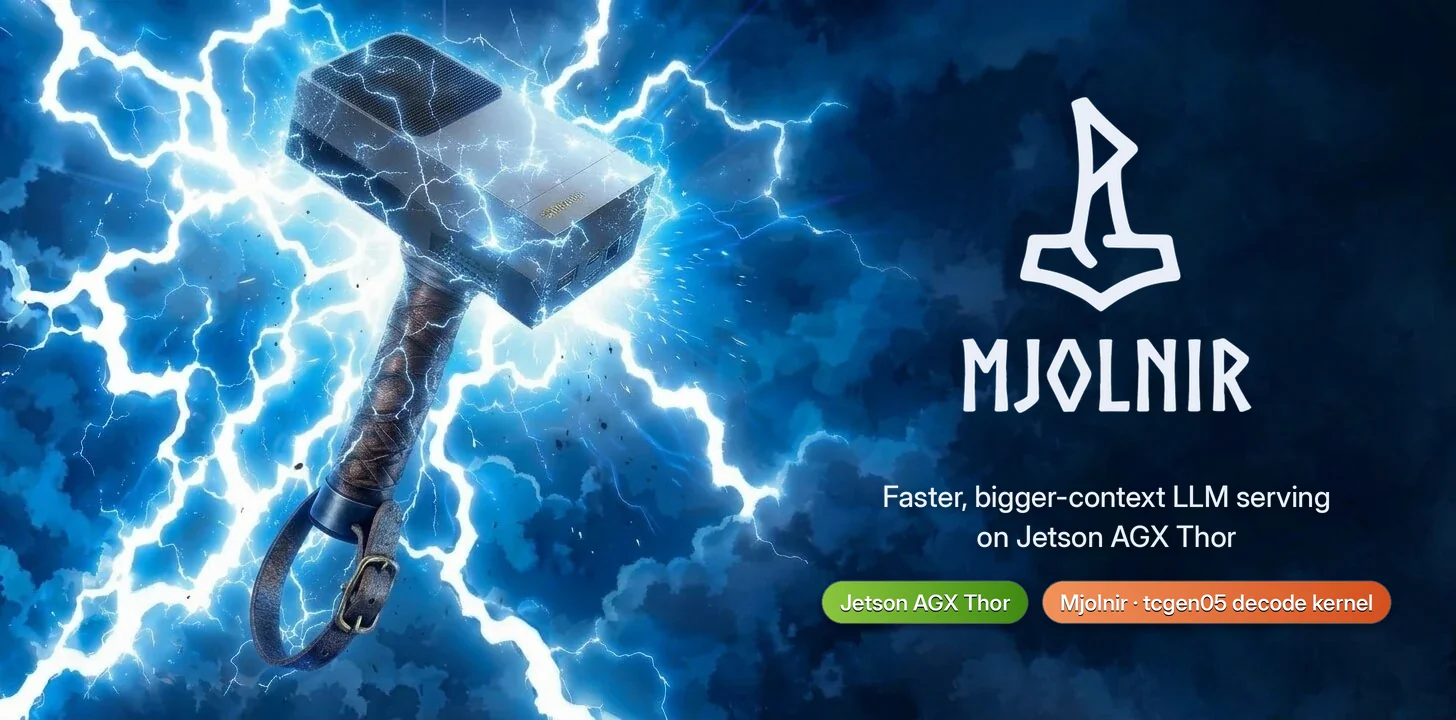 MJOLNIR
Faster, bigger-context LLM serving
on Jetson AGX Thor
Jetson AGX Thor
Mjolnir · tcgen05 decode kernel